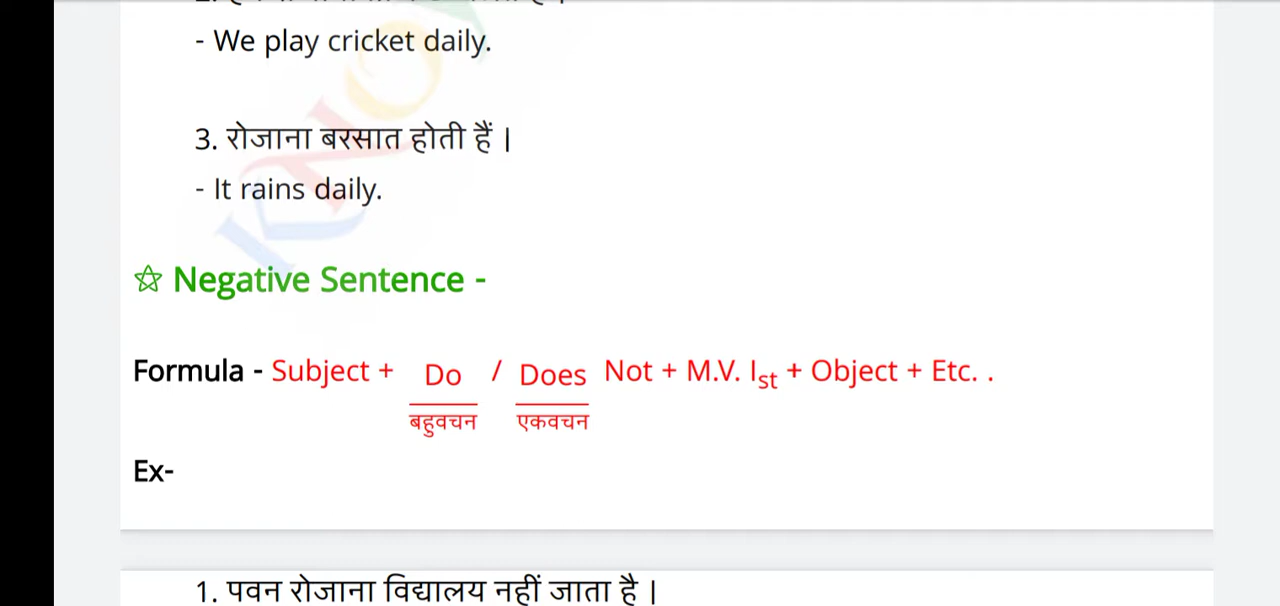 - We play cricket daily.
3. रोजाना बरसात होती हैं |
- It rains daily.
☆ Negative Sentence -
Formula - Subject + Do / Does Not + M.V. Ist + Object + Etc. .
बहुवचन एकवचन
Ex-
1. पवन रोजाना विद्यालय नहीं जाता है |